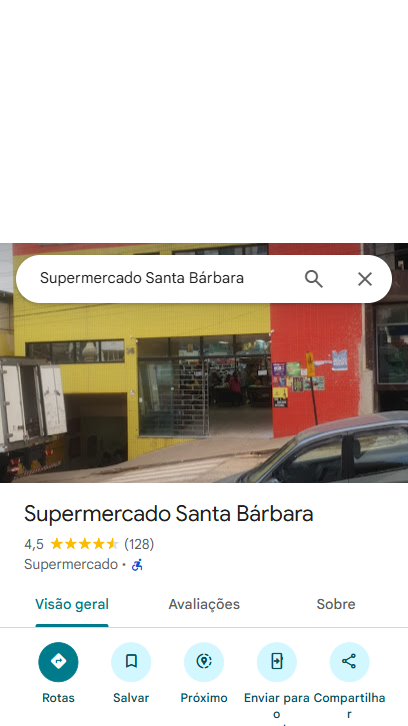 Supermercado Santa Bárbara
Supermercado Santa Bárbara
4,5 (128)
Supermercado ·
Visão geral
Avaliações
Sobre
Rotas
Salvar
Próximo
Enviar para
o
Compartilha
r